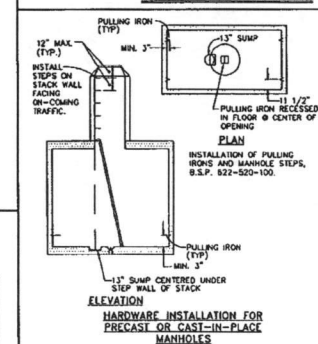 PULLING IRON
(TYP)
12" MAX.
(TYP.)
MIN. 3"
13" SUMP
INSTALL
STEPS ON
STACK WALL
FACING
ON-COMING
TRAFFIC.
11 1/2"
PULLING IRON RECESSED
IN FLOOR @ CENTER OF
OPENING
PLAN
INSTALLATION OF PULLING
IRONS AND MANHOLE STEPS,
B.S.P. 622-520-100.
PULLING IRON
(TYP)
MIN. 3"
13" SUMP CENTERED UNDER
STEP WALL OF STACK
ELEVATION
HARDWARE INSTALLATION FOR
PRECAST OR CAST-IN-PLACE
MANHOLES